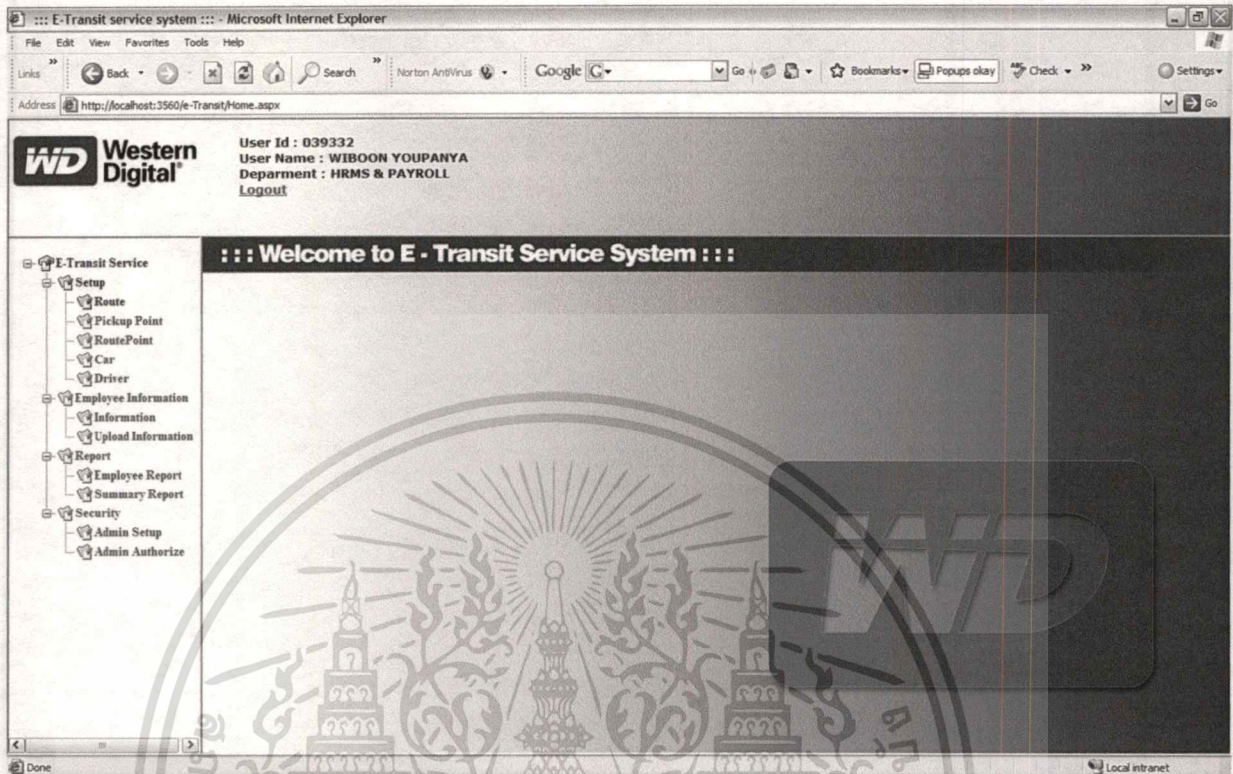 ::: E-Transit service system ::: - Microsoft Internet Explorer
File Edit View Favorites Tools Help
Links » Back Search » Norton AntiVirus Google G Go Bookmarks Popups okay ABC Check » Settings
Address http://localhost:3560/e-Transit/Home.aspx Go
WD Western Digital®
User Id : 039332
User Name : WIBOON YOUPANYA
Deparment : HRMS & PAYROLL
Logout
::: Welcome to E - Transit Service System :::
E-Transit Service
Setup
Route
Pickup Point
RoutePoint
Car
Driver
Employee Information
Information
Upload Information
Report
Employee Report
Summary Report
Security
Admin Setup
Admin Authorize
WD
Done Local intranet